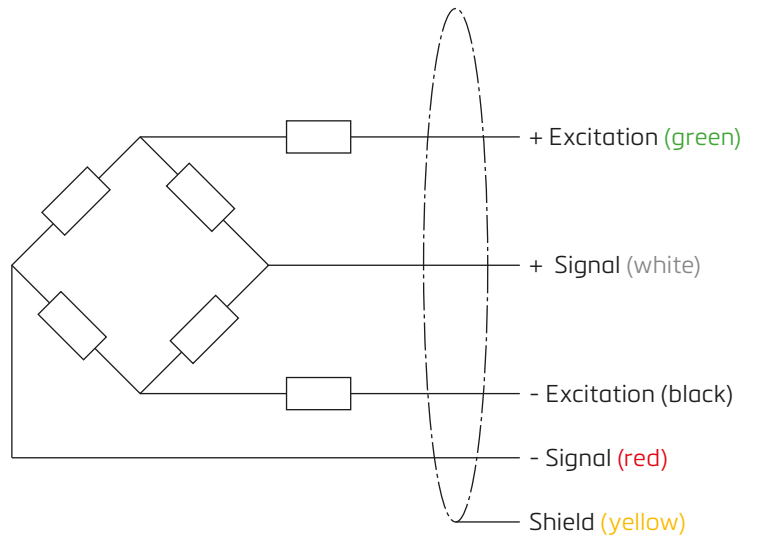 + Excitation (green)
+ Signal (white)
- Excitation (black)
- Signal (red)
Shield (yellow)